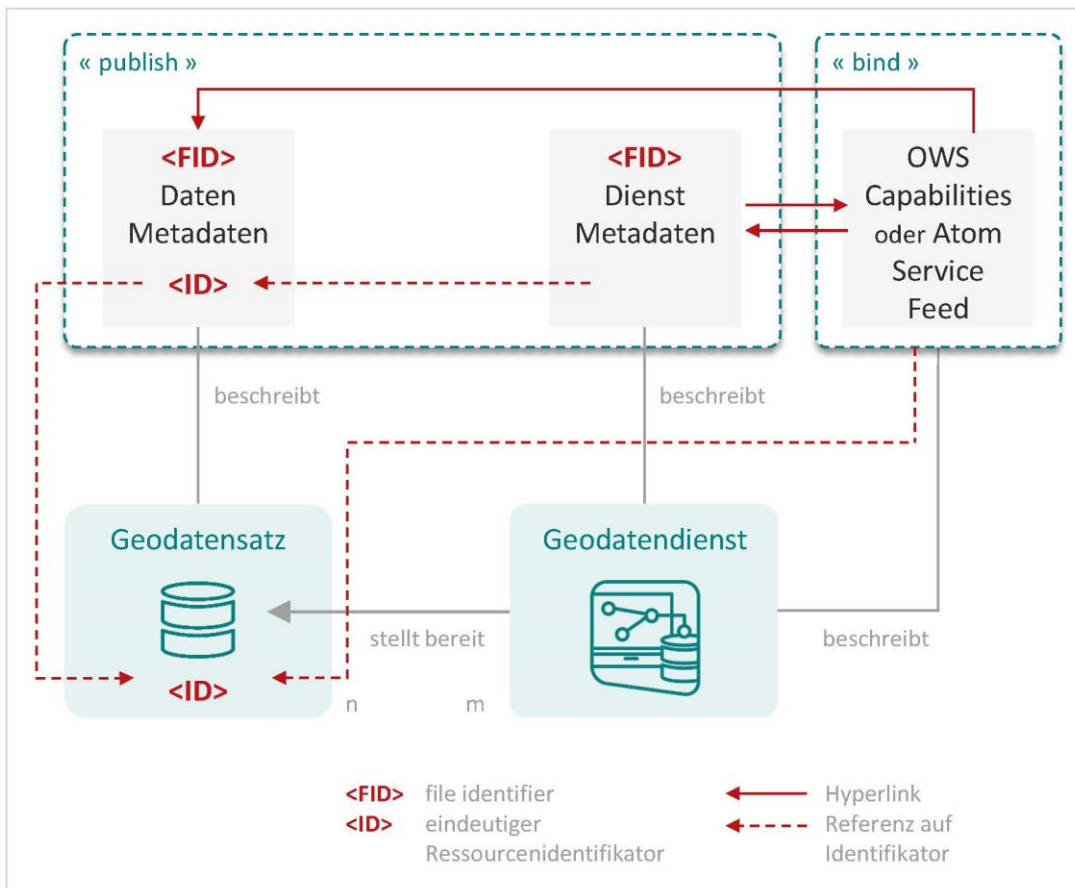 « publish »
« bind »
<FID>
Daten
Metadaten
<ID>
<FID>
Dienst
Metadaten
OWS
Capabilities
oder Atom
Service
Feed
beschreibt
beschreibt
Geodatensatz
<ID>
stellt bereit
n
m
Geodatendienst
beschreibt
<FID> file identifier
<ID> eindeutiger
Ressourcenidentifikator
Hyperlink
Referenz auf
Identifikator